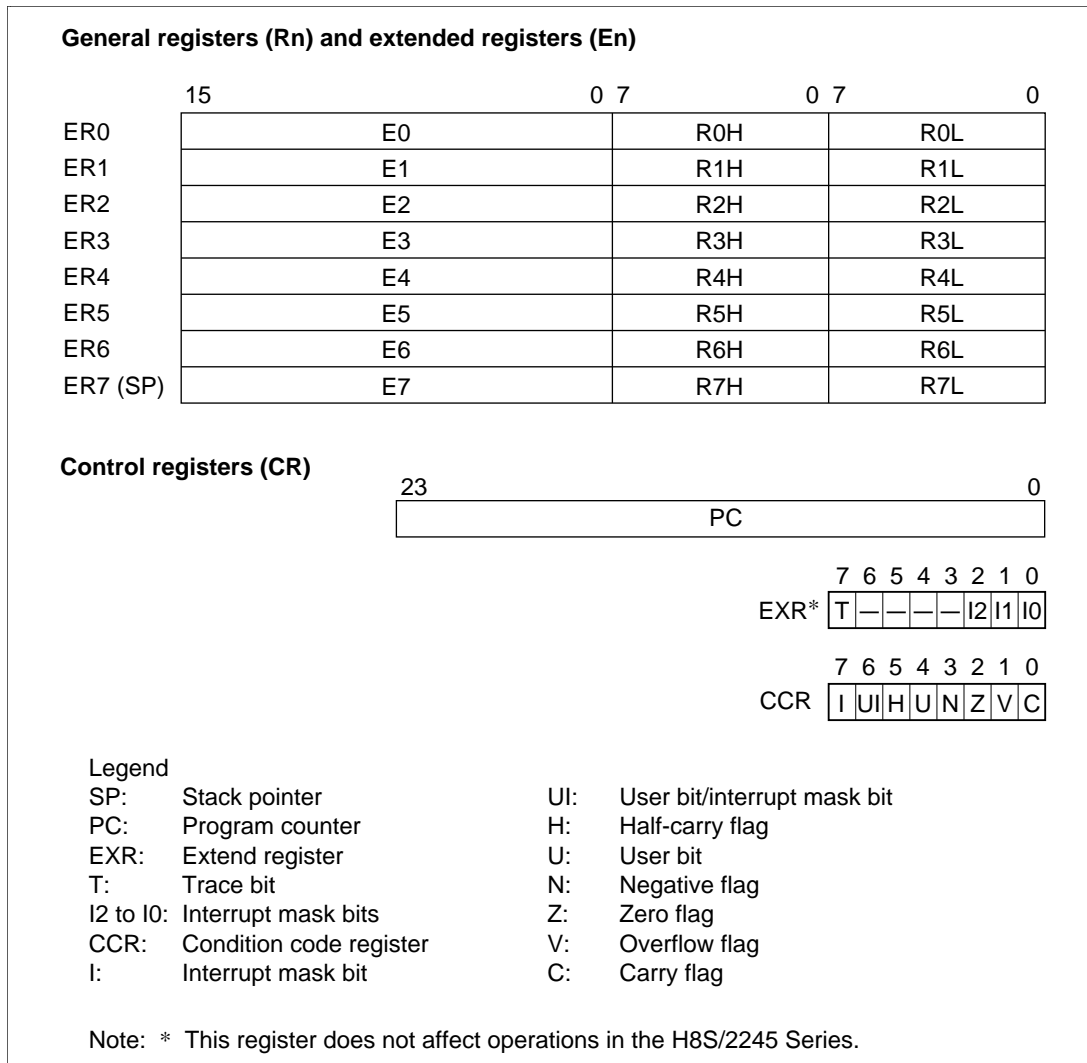 General registers (Rn) and extended registers (En)
15 0 7 0 7 0
ER0 E0 R0H R0L
ER1 E1 R1H R1L
ER2 E2 R2H R2L
ER3 E3 R3H R3L
ER4 E4 R4H R4L
ER5 E5 R5H R5L
ER6 E6 R6H R6L
ER7 (SP) E7 R7H R7L
Control registers (CR)
23 0
PC
7 6 5 4 3 2 1 0
EXR* T — — — — I2 I1 I0
7 6 5 4 3 2 1 0
CCR I UI H U N Z V C
Legend
SP: Stack pointer UI: User bit/interrupt mask bit
PC: Program counter H: Half-carry flag
EXR: Extend register U: User bit
T: Trace bit N: Negative flag
I2 to I0: Interrupt mask bits Z: Zero flag
CCR: Condition code register V: Overflow flag
I: Interrupt mask bit C: Carry flag
Note: * This register does not affect operations in the H8S/2245 Series.